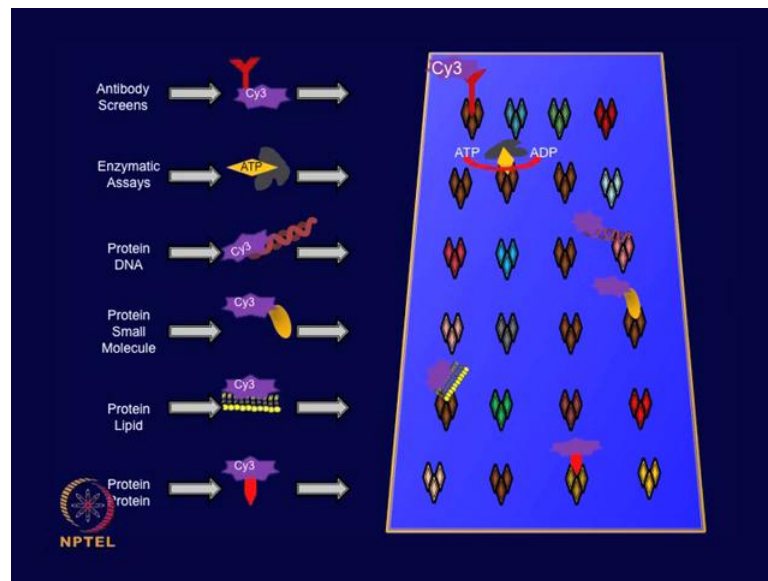 Antibody
Screens
Cy3
Cy3
Enzymatic
Assays
ATP
ATP
ADP
Protein
DNA
Cy3
Protein
Small
Molecule
Cy3
Protein
Lipid
Cy3
Protein
Protein
Cy3
NPTEL